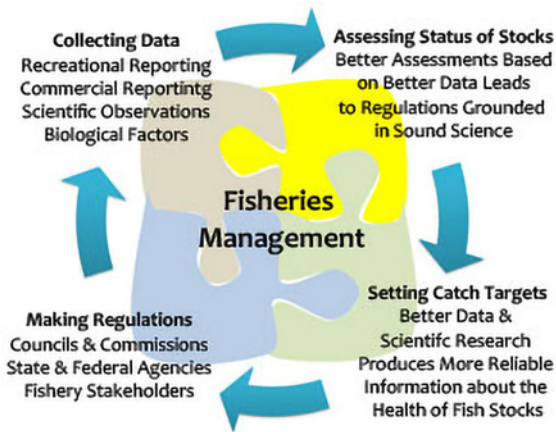 Collecting Data
Recreational Reporting
Commercial Reportintg
Scientific Observations
Biological Factors
Assessing Status of Stocks
Better Assessments Based
on Better Data Leads
to Regulations Grounded
in Sound Science
Fisheries
Management
Setting Catch Targets
Better Data &
Scientifc Research
Produces More Reliable
Information about the
Health of Fish Stocks
Making Regulations
Councils & Commissions
State & Federal Agencies
Fishery Stakeholders